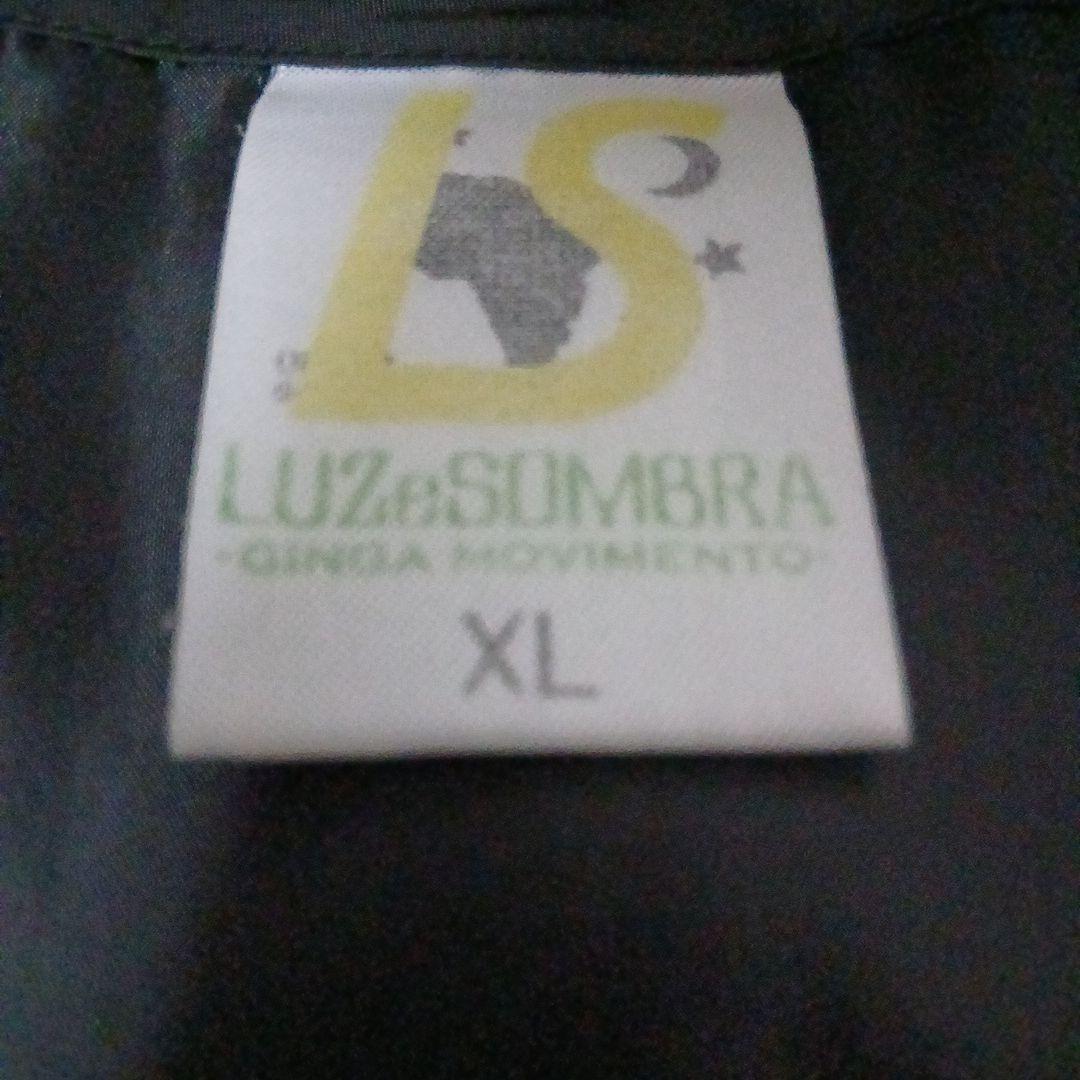 LS
LUZeSOMBRA
-GINGA MOVIMENTO-
XL